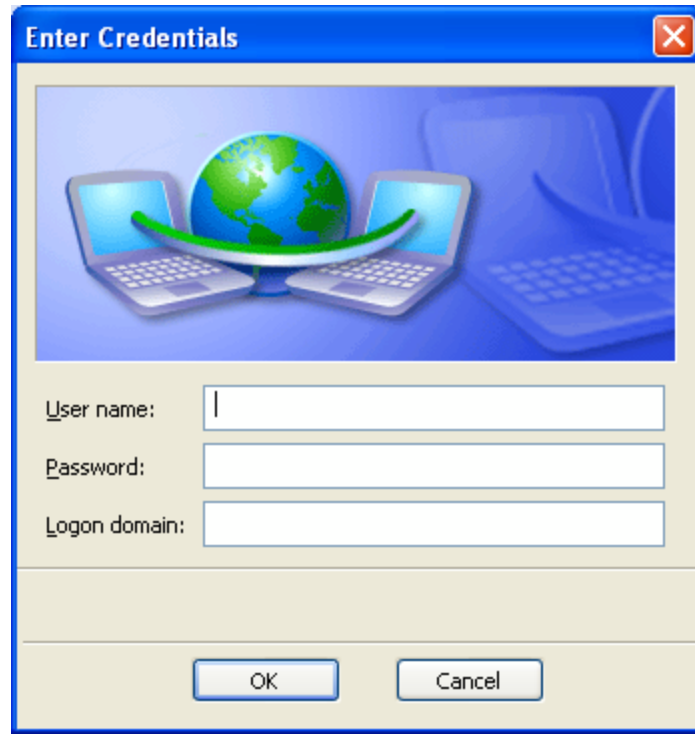 Enter Credentials
User name:
Password:
Logon domain:
OK Cancel